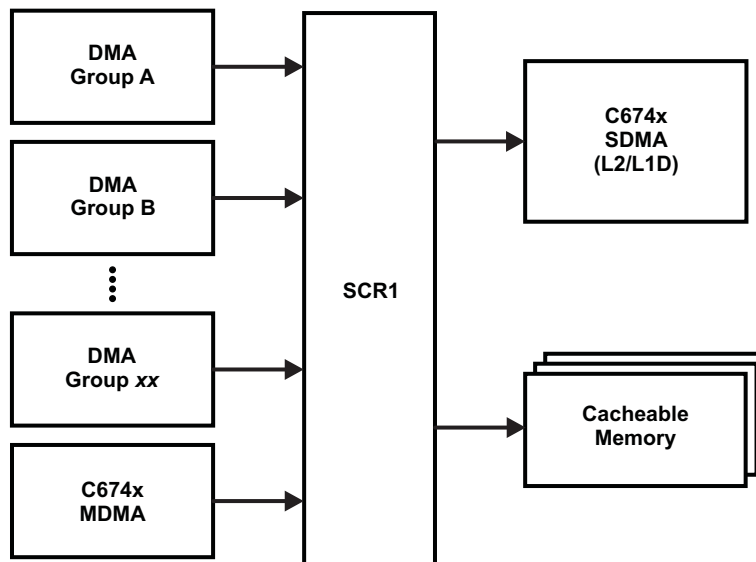 DMA
Group A
DMA
Group B
DMA
Group xx
C674x
MDMA
SCR1
C674x
SDMA
(L2/L1D)
Cacheable
Memory